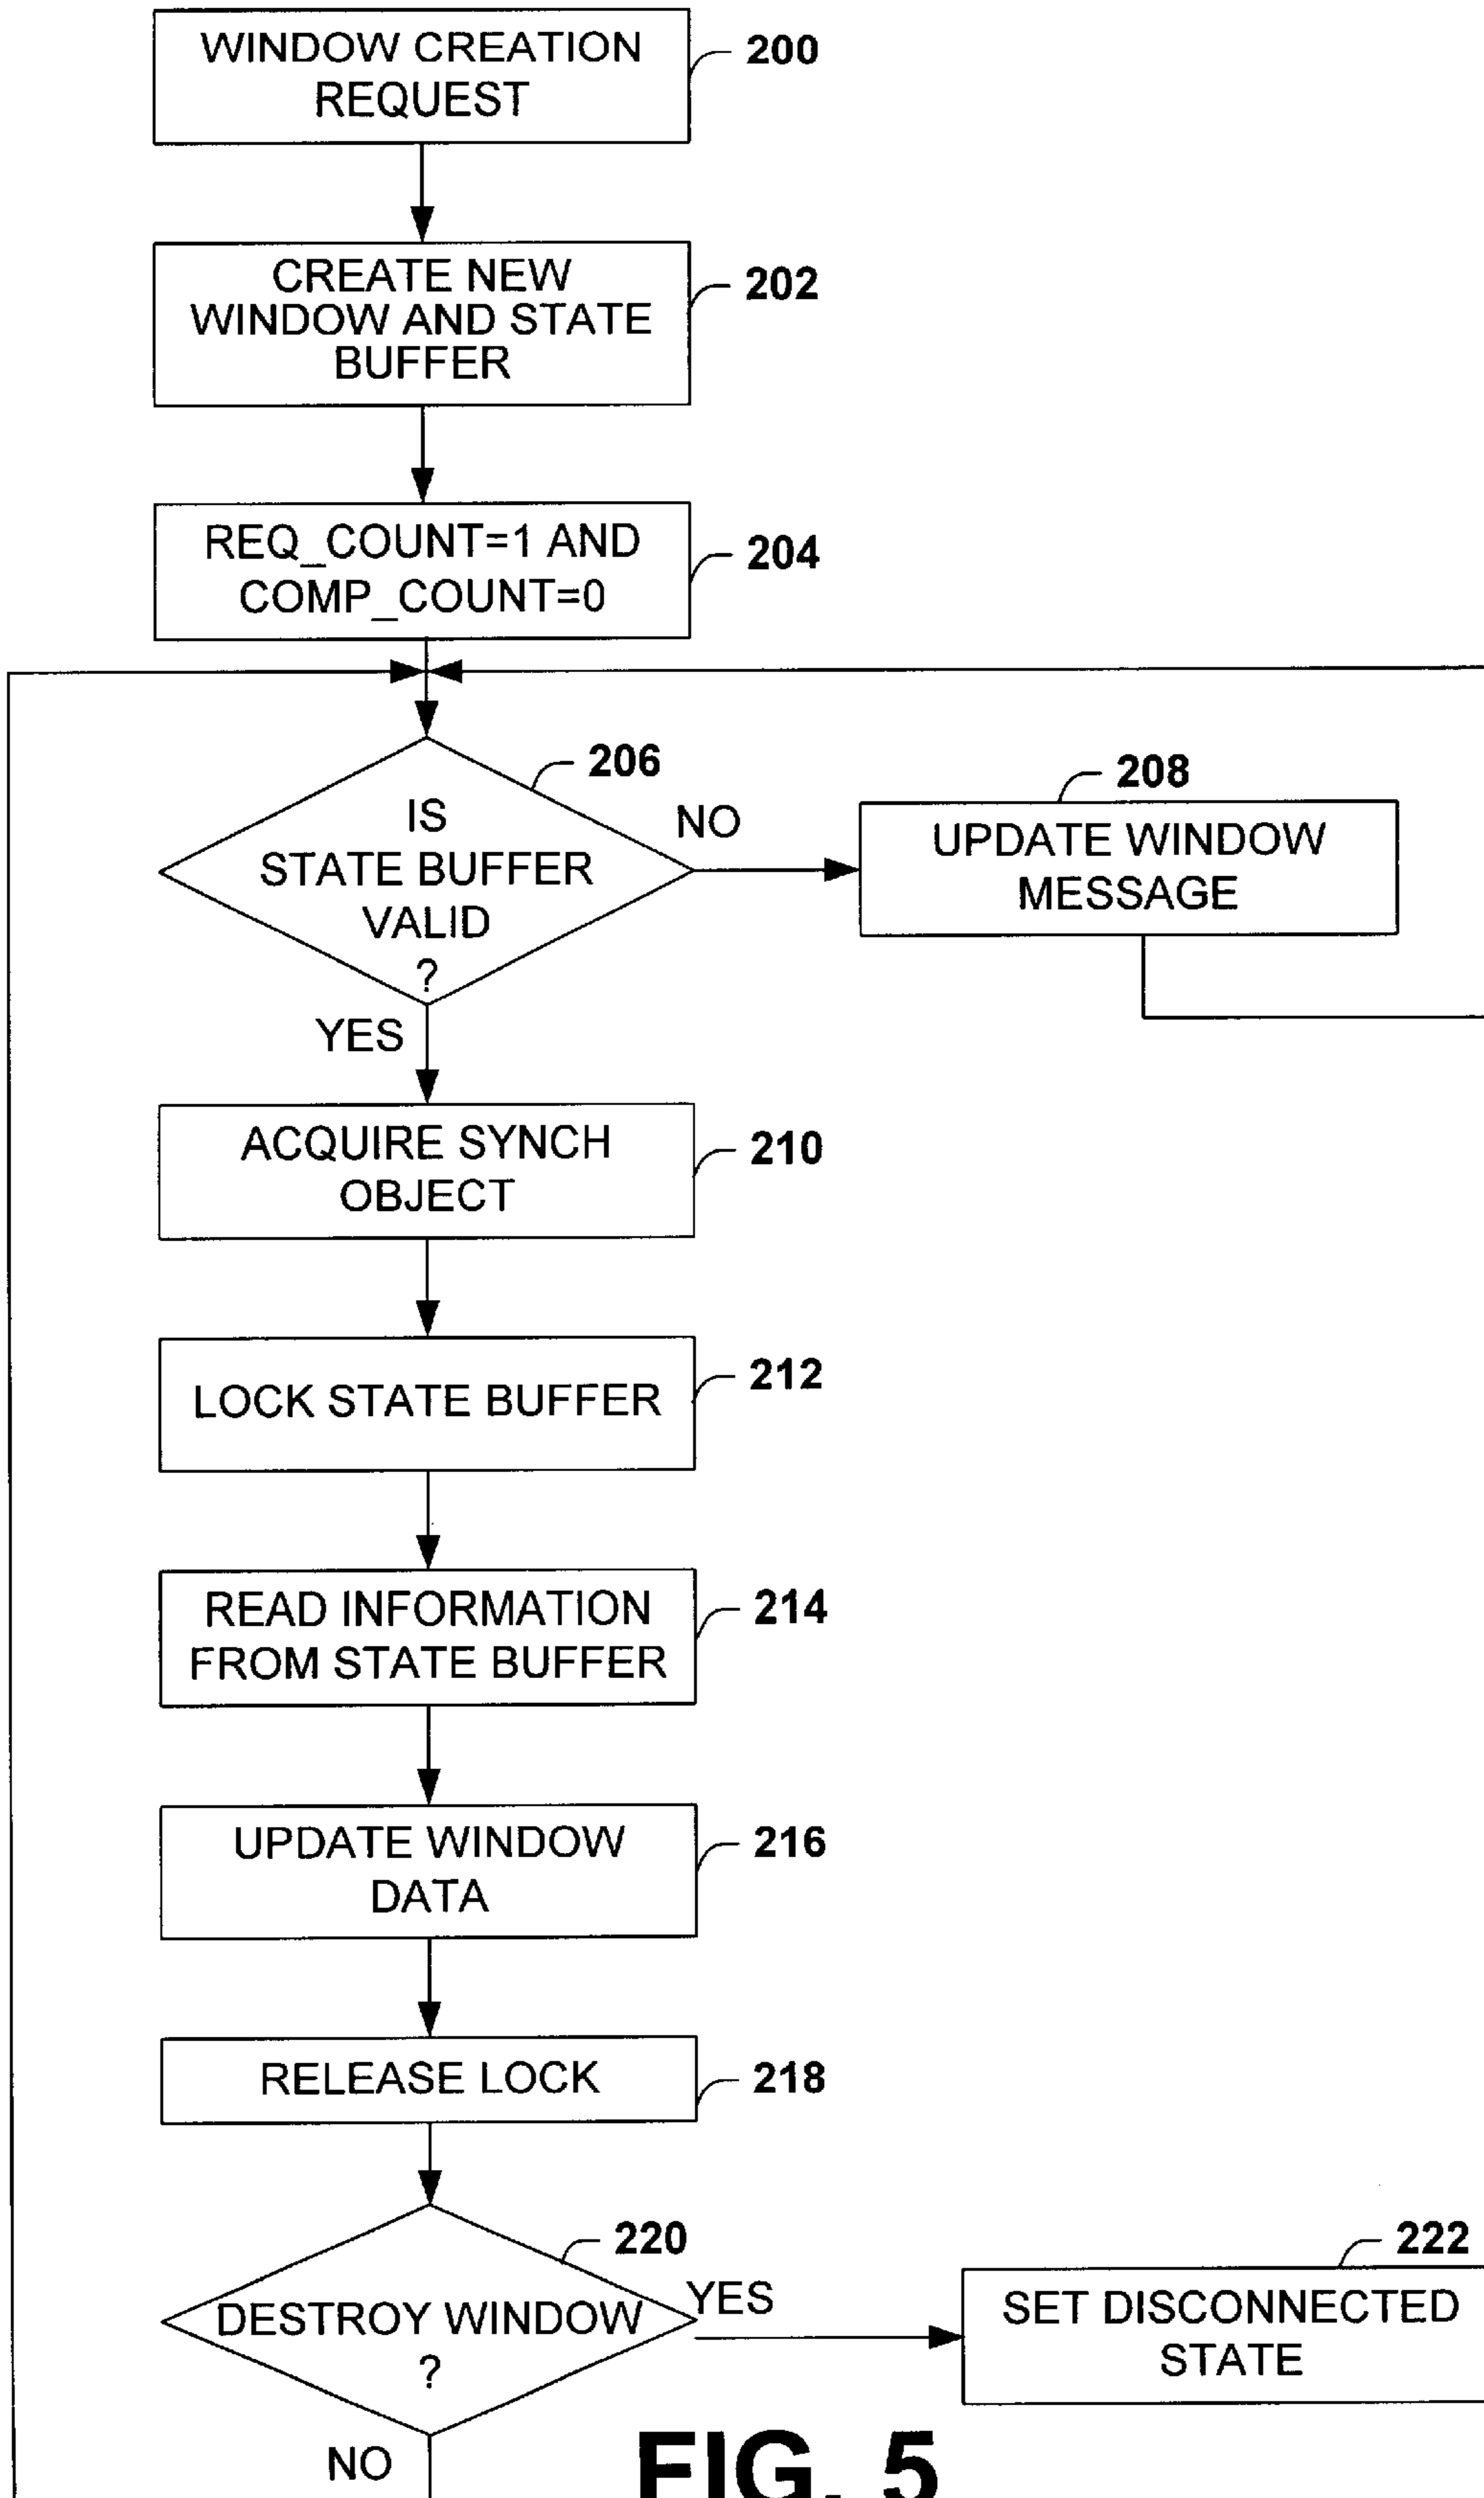 WINDOW CREATION
REQUEST
200
CREATE NEW
WINDOW AND STATE
BUFFER
202
REQ_COUNT=1 AND
COMP_COUNT=0
204
206
IS
STATE BUFFER
VALID
?
NO
208
UPDATE WINDOW
MESSAGE
YES
ACQUIRE SYNCH
OBJECT
210
LOCK STATE BUFFER
212
READ INFORMATION
FROM STATE BUFFER
214
UPDATE WINDOW
DATA
216
RELEASE LOCK
218
220
DESTROY WINDOW
?
YES
222
SET DISCONNECTED
STATE
NO
FIG. 5